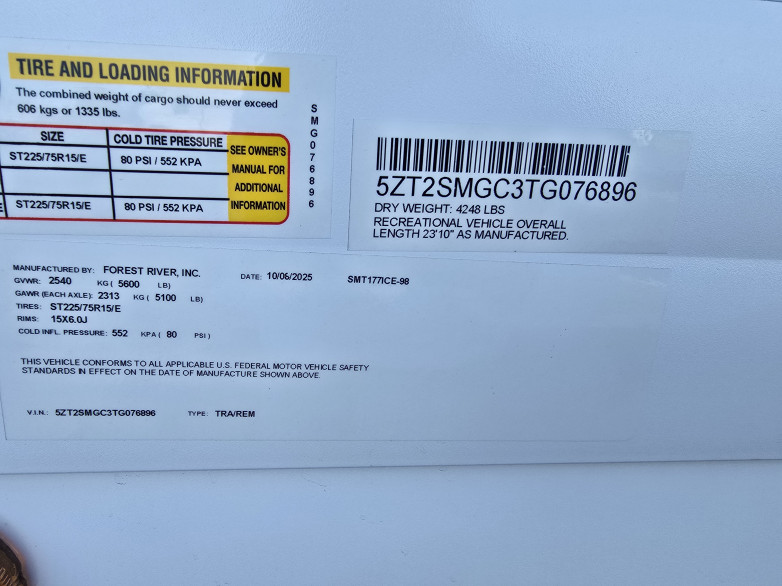 TIRE AND LOADING INFORMATION
The combined weight of cargo should never exceed
606 kgs or 1335 lbs.
SIZE COLD TIRE PRESSURE SEE OWNER'S MANUAL FOR ADDITIONAL INFORMATION
ST225/75R15/E 80 PSI / 552 KPA
ST225/75R15/E 80 PSI / 552 KPA
SMG076896
5ZT2SMGC3TG076896
DRY WEIGHT: 4248 LBS
RECREATIONAL VEHICLE OVERALL
LENGTH 23'10" AS MANUFACTURED.
MANUFACTURED BY: FOREST RIVER, INC. DATE: 10/06/2025 SMT177ICE-98
GVWR: 2540 KG ( 5600 LB)
GAWR (EACH AXLE): 2313 KG ( 5100 LB)
TIRES: ST225/75R15/E
RIMS: 15X6.0J
COLD INFL. PRESSURE: 552 KPA ( 80 PSI )
THIS VEHICLE CONFORMS TO ALL APPLICABLE U.S. FEDERAL MOTOR VEHICLE SAFETY
STANDARDS IN EFFECT ON THE DATE OF MANUFACTURE SHOWN ABOVE.
V.I.N.: 5ZT2SMGC3TG076896 TYPE: TRA/REM